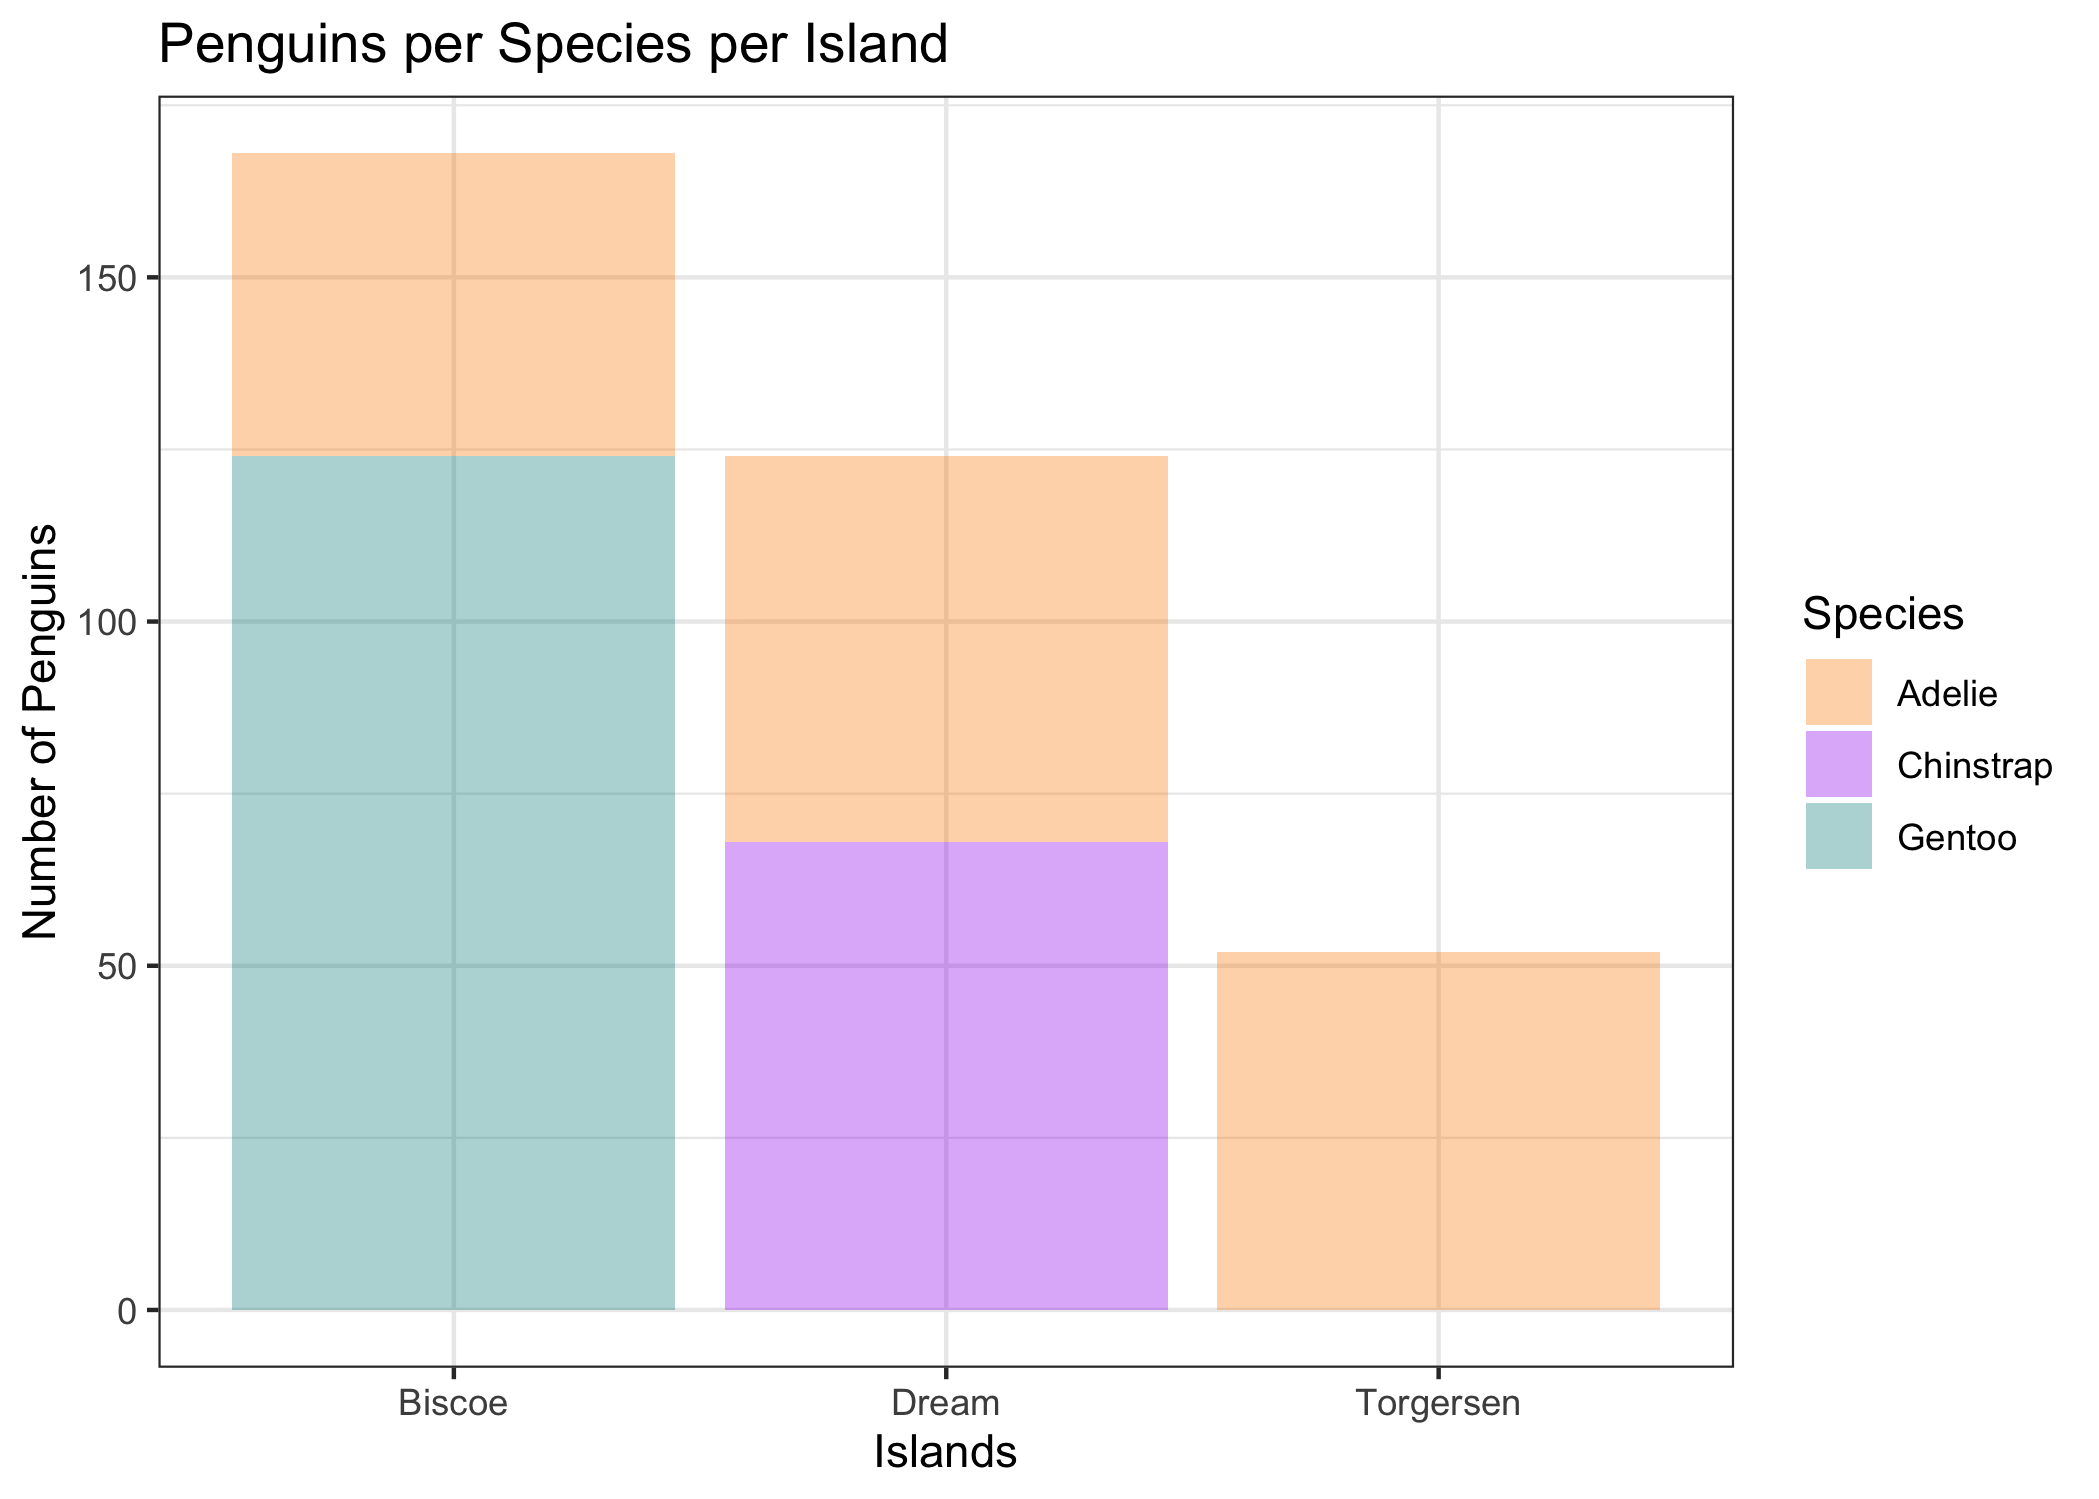 Penguins per Species per Island
Number of Penguins
150
100
50
0
Biscoe
Dream
Torgersen
Islands
Species
Adelie
Chinstrap
Gentoo